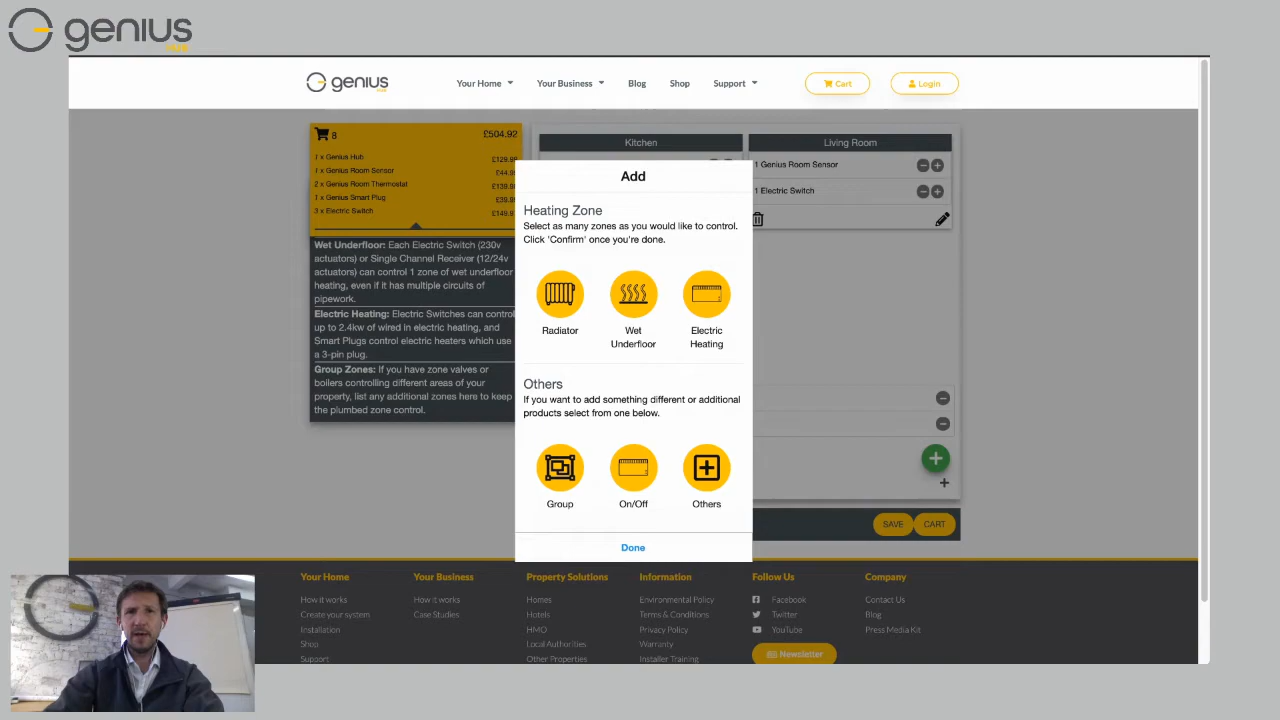 genius
HUB
genius
HUB
Your Home
Your Business
Blog
Shop
Support
Cart
Login
8
£504.92
1 x Genius Hub
1 x Genius Room Sensor
£44.9
2 x Genius Room Thermostat
£139.9
1 x Genius Smart Plug
£39.9
3 x Electric Switch
£149.9
Wet Underfloor: Each Electric Switch (230v
actuators) or Single Channel Receiver (12/24v
actuators) can control 1 zone of wet underfloor
heating, even if it has multiple circuits of
pipework.
Electric Heating: Electric Switches can control
up to 2.4kw of wired in electric heating, and
Smart Plugs control electric heaters which use
a 3-pin plug.
Group Zones: If you have zone valves or
boilers controlling different areas of your
property, list any additional zones here to keep
the plumbed zone control.
Kitchen
Living Room
1 Genius Room Sensor
1 Electric Switch
Add
Heating Zone
Select as many zones as you would like to control.
Click 'Confirm' once you're done.
Radiator
Wet
Underfloor
Electric
Heating
Others
If you want to add something different or additional
products select from one below.
Group
On/Off
Others
Done
SAVE
CART
Your Home
How it works
Create your system
Installation
Shop
Support
Your Business
How it works
Case Studies
Property Solutions
Homes
Hotels
HMO
Local Authorities
Other Properties
Information
Environmental Policy
Terms & Conditions
Privacy Policy
Warranty
Installer Training
Follow Us
Facebook
Twitter
YouTube
Newsletter
Company
Contact Us
Blog
Press Media Kit